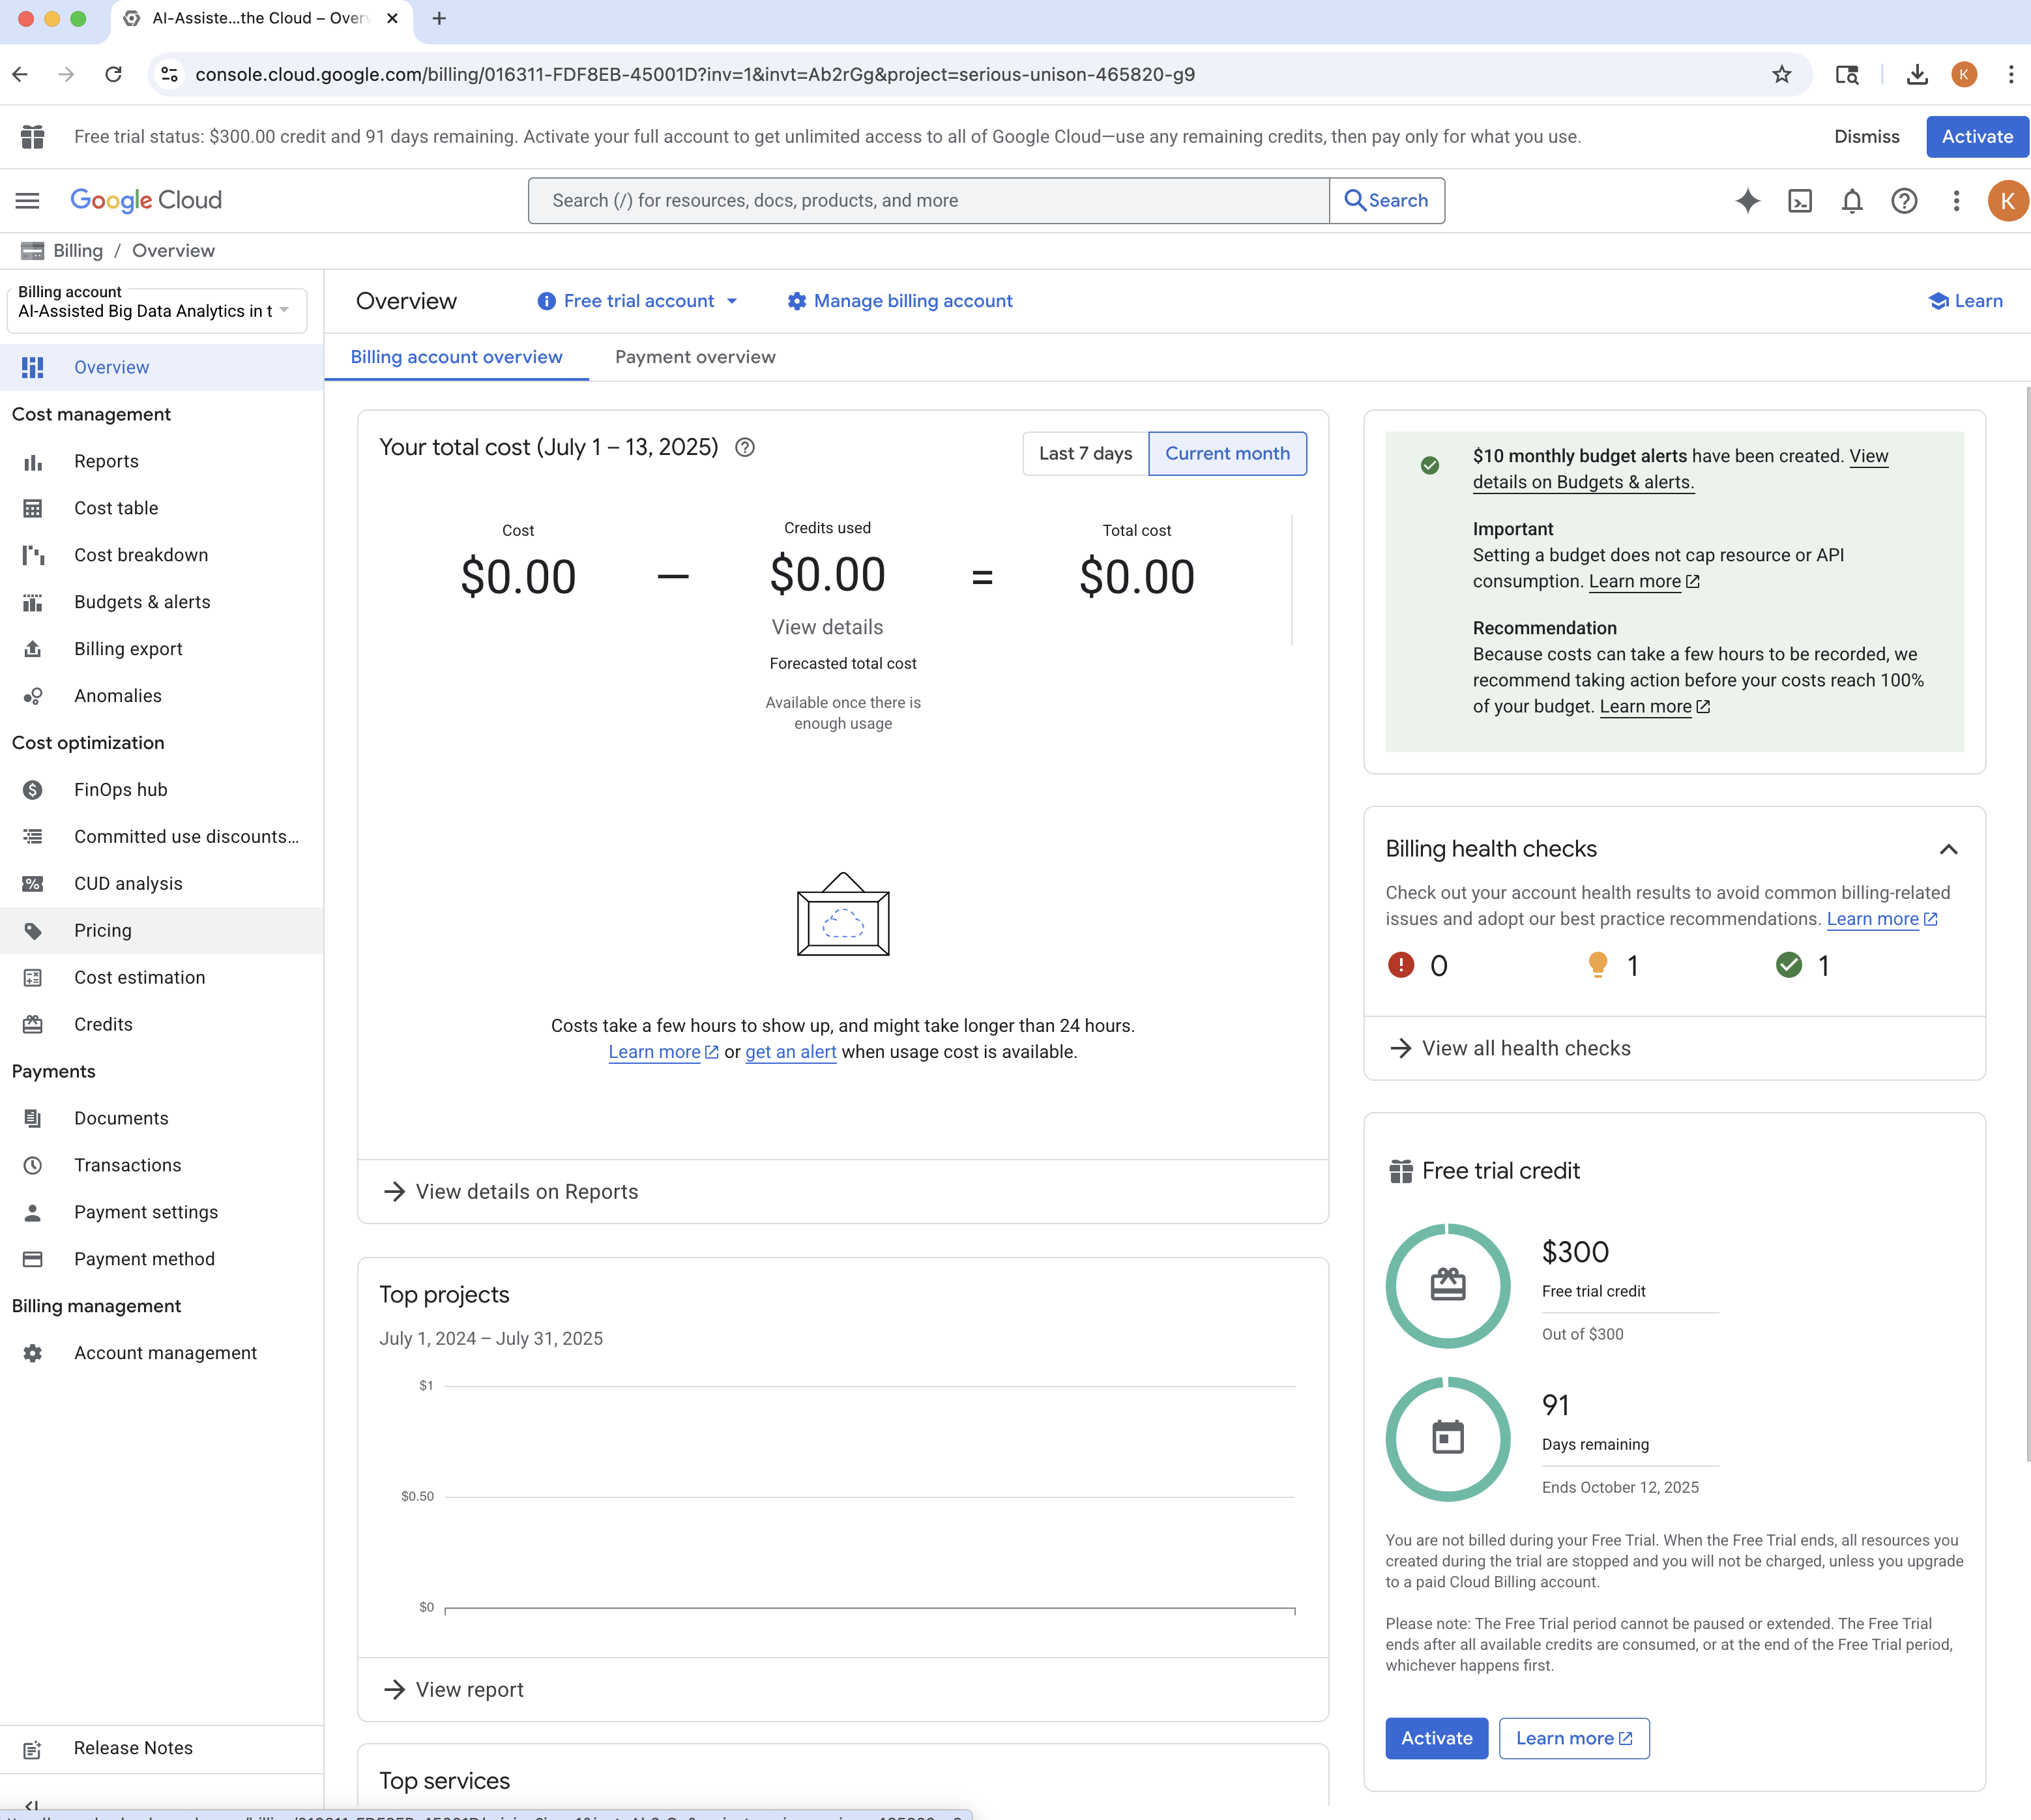 AI-Assiste...the Cloud – Over
console.cloud.google.com/billing/016311-FDF8EB-45001D?inv=1&invt=Ab2rGg&project=serious-unison-465820-g9
K
Free trial status: $300.00 credit and 91 days remaining. Activate your full account to get unlimited access to all of Google Cloud—use any remaining credits, then pay only for what you use.
Dismiss
Activate
Google Cloud
Search (/) for resources, docs, products, and more
Search
K
Billing / Overview
Billing account
AI-Assisted Big Data Analytics in t
Overview
Cost management
Reports
Cost table
Cost breakdown
Budgets & alerts
Billing export
Anomalies
Cost optimization
FinOps hub
Committed use discounts...
CUD analysis
Pricing
Cost estimation
Credits
Payments
Documents
Transactions
Payment settings
Payment method
Billing management
Account management
Release Notes
Overview
Free trial account
Manage billing account
Learn
Billing account overview
Payment overview
Your total cost (July 1 – 13, 2025)
Last 7 days
Current month
Cost
$0.00
–
Credits used
$0.00
View details
=
Total cost
$0.00
Forecasted total cost
Available once there is
enough usage
Costs take a few hours to show up, and might take longer than 24 hours.
Learn more or get an alert when usage cost is available.
View details on Reports
Top projects
July 1, 2024 – July 31, 2025
$1
$0.50
$0
View report
Top services
$10 monthly budget alerts have been created. View
details on Budgets & alerts.
Important
Setting a budget does not cap resource or API
consumption. Learn more
Recommendation
Because costs can take a few hours to be recorded, we
recommend taking action before your costs reach 100%
of your budget. Learn more
Billing health checks
Check out your account health results to avoid common billing-related
issues and adopt our best practice recommendations. Learn more
0
1
1
View all health checks
Free trial credit
$300
Free trial credit
Out of $300
91
Days remaining
Ends October 12, 2025
You are not billed during your Free Trial. When the Free Trial ends, all resources you
created during the trial are stopped and you will not be charged, unless you upgrade
to a paid Cloud Billing account.
Please note: The Free Trial period cannot be paused or extended. The Free Trial
ends after all available credits are consumed, or at the end of the Free Trial period,
whichever happens first.
Activate
Learn more